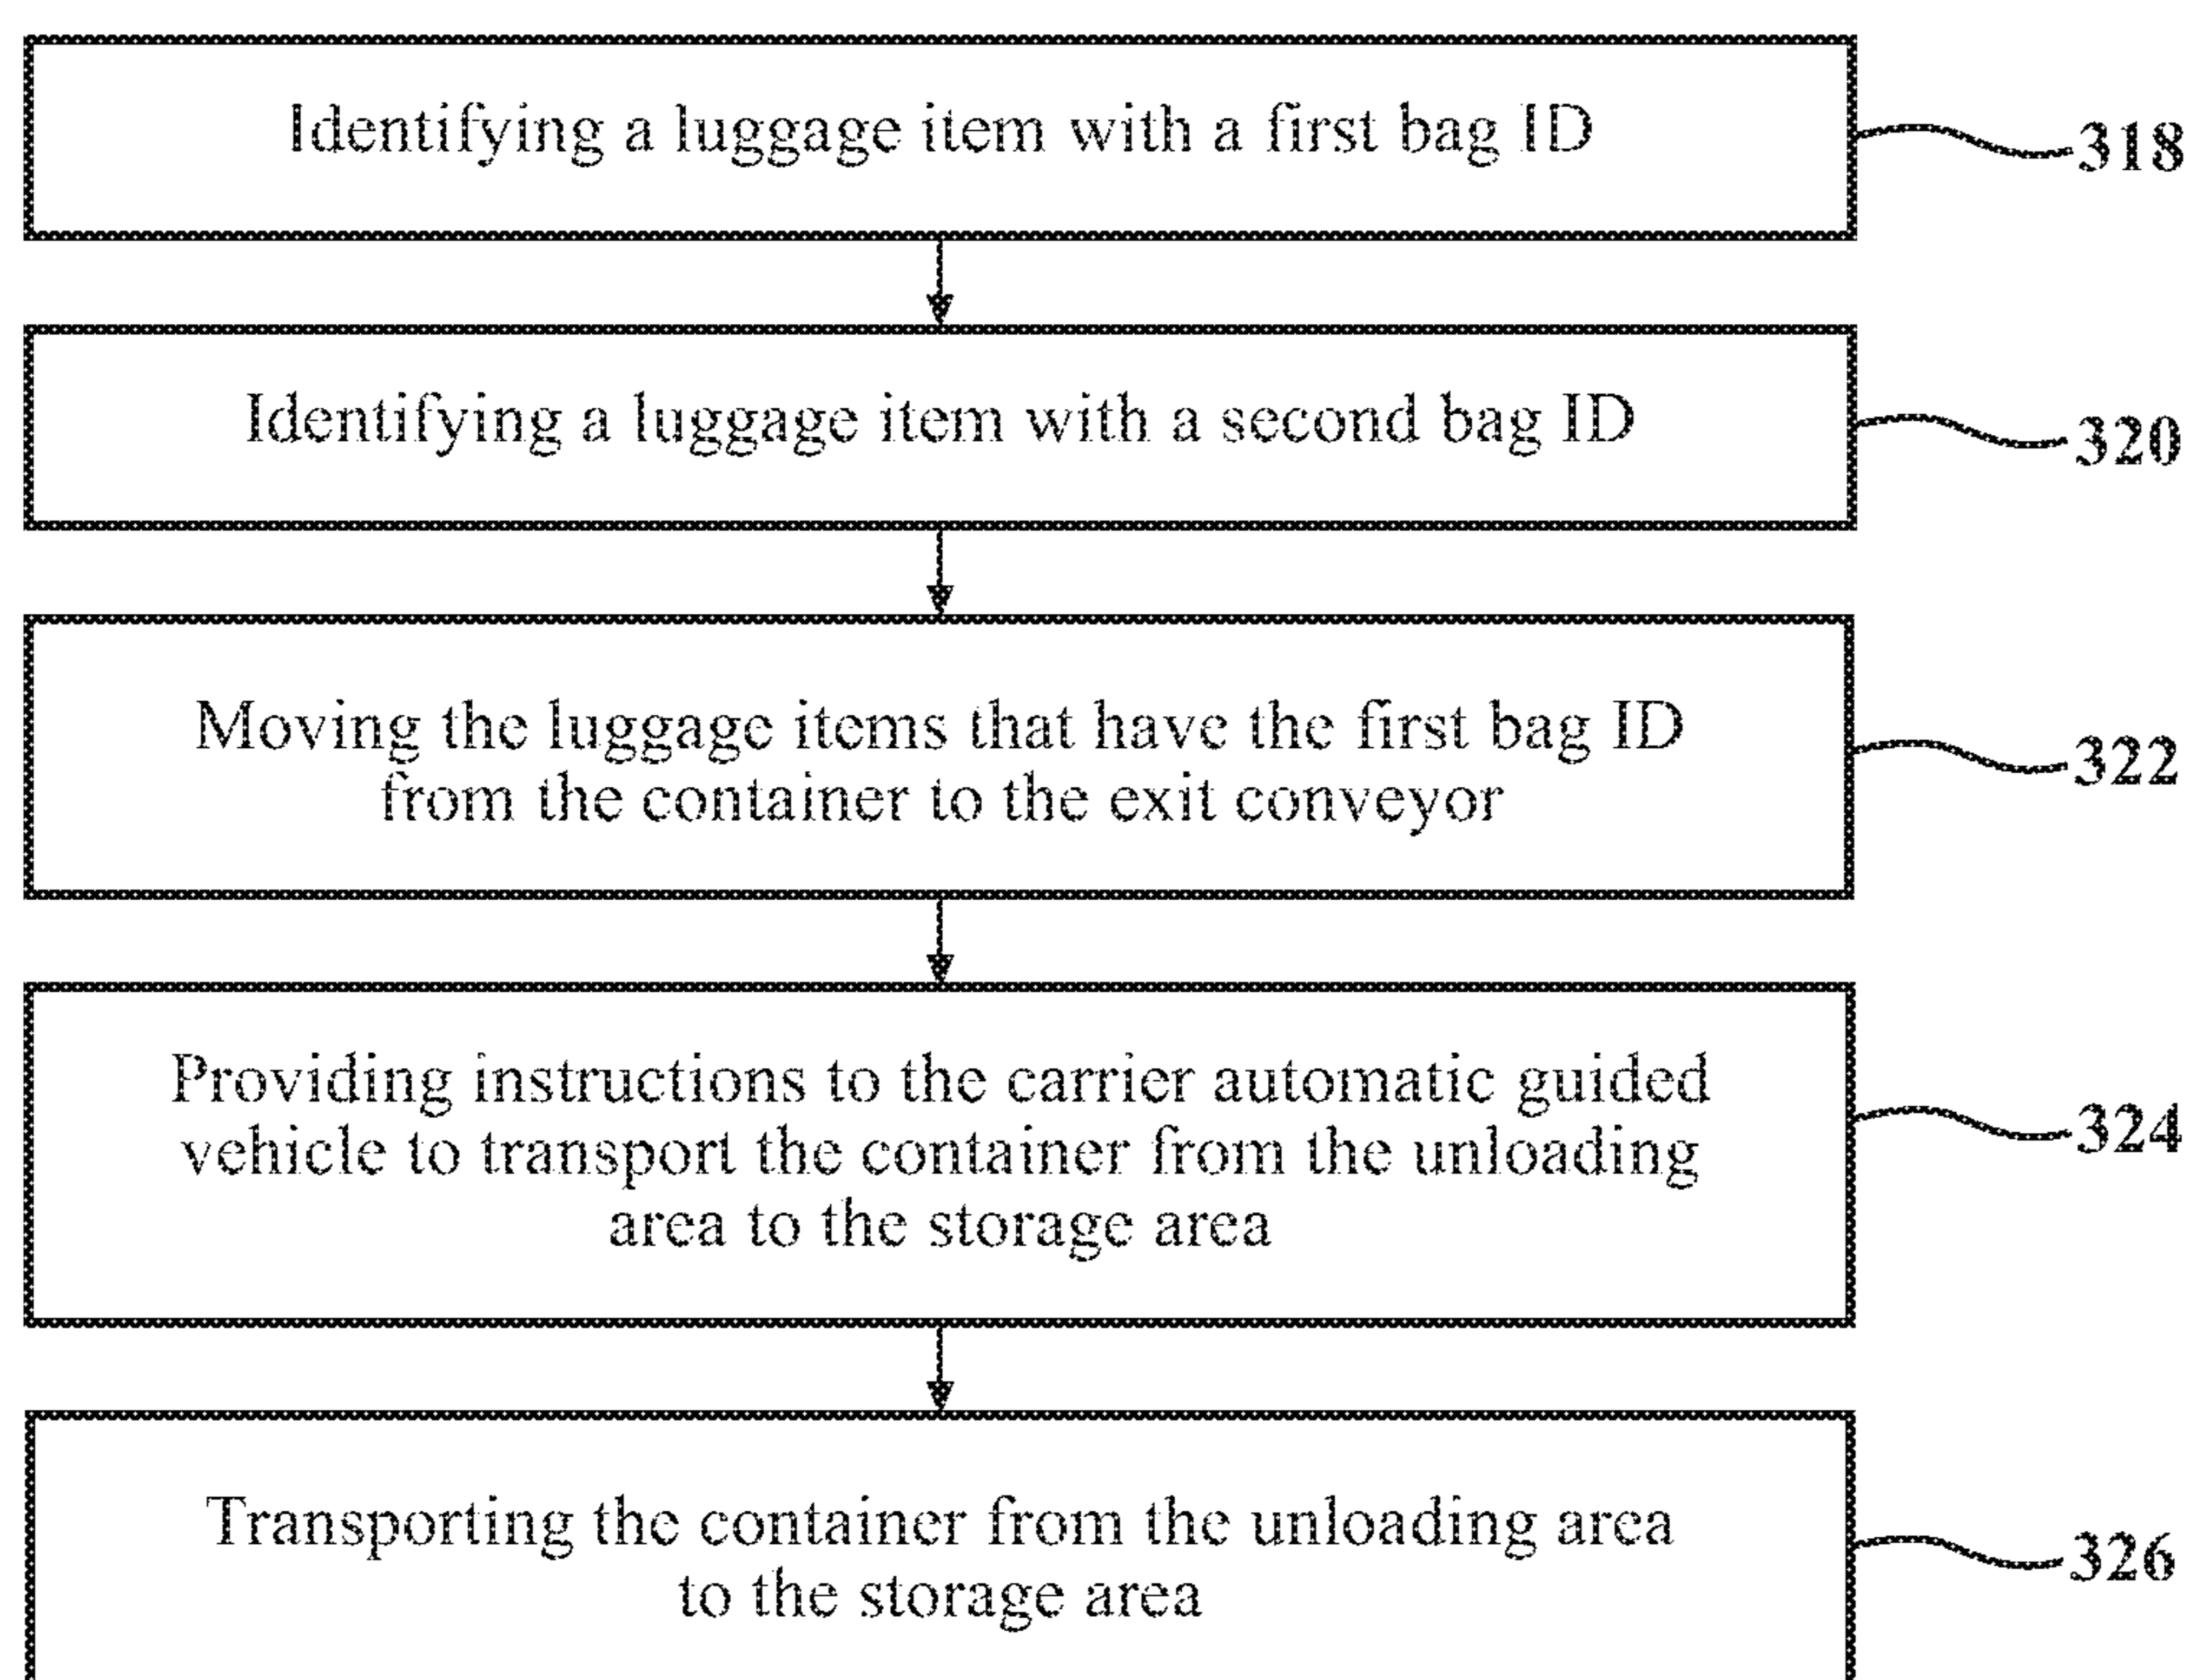 Identifying a luggage item with a first bag ID
318
Identifying a luggage item with a second bag ID
320
Moving the luggage items that have the first bag ID
from the container to the exit conveyor
322
Providing instructions to the carrier automatic guided
vehicle to transport the container from the unloading
area to the storage area
324
Transporting the container from the unloading area
to the storage area
326